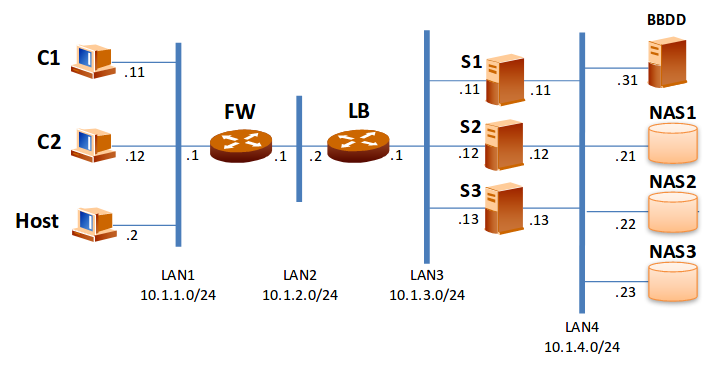 BBDD
C1
S1
.11
.11
.11
.31
FW
LB
NAS1
C2
S2
.12
.1
.1
.2
.1
.12
.12
.21
NAS2
S3
Host
.13
.13
.22
.2
NAS3
LAN1
10.1.1.0/24
LAN2
10.1.2.0/24
LAN3
10.1.3.0/24
.23
LAN4
10.1.4.0/24